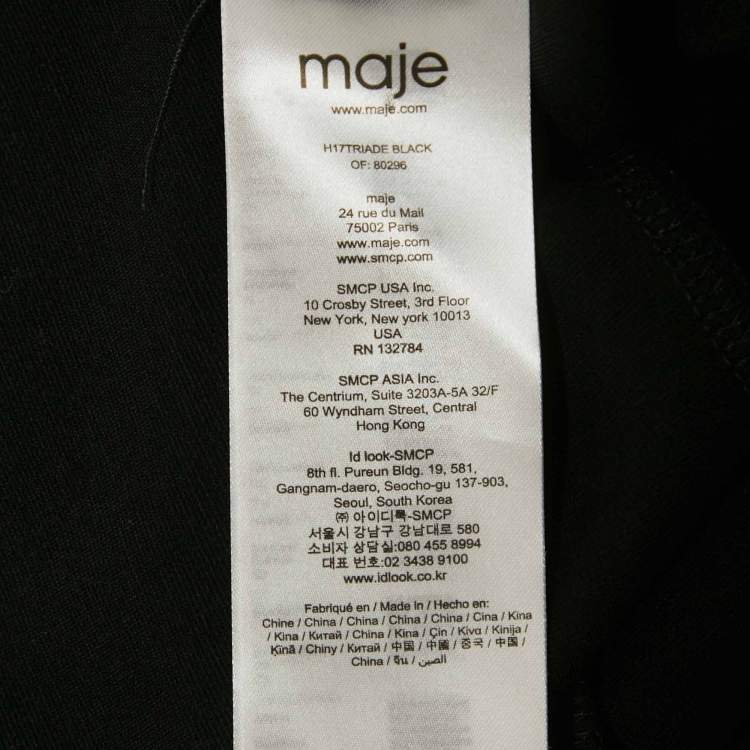 maje
www.maje.com
H17TRIADE BLACK
OF: 80296
maje
24 rue du Mail
75002 Paris
www.maje.com
www.smcp.com
SMCP USA Inc.
10 Crosby Street, 3rd Floor
New York, New york 10013
USA
RN 132784
SMCP ASIA Inc.
The Centrium, Suite 3203A-5A 32/F
60 Wyndham Street, Central
Hong Kong
Id look-SMCP
8th fl. Pureun Bldg. 19, 581,
Gangnam-daero, Seocho-gu 137-903,
Seoul, South Korea
㈜ 아이디룩-SMCP
서울시 강남구 강남대로 580
소비자 상담실:080 455 8994
대표 번호:02 3438 9100
www.idlook.co.kr
Fabriqué en / Made In / Hecho en:
Chine / China / China / China / China / Cina / Kina
/ Kina / Китай / China / Kina / Çin / Kίνα / Kinija /
Ķīnā / Chiny / Китай / 中国 / 中國 / 중국 / 中国 /
China / จีน / الصين